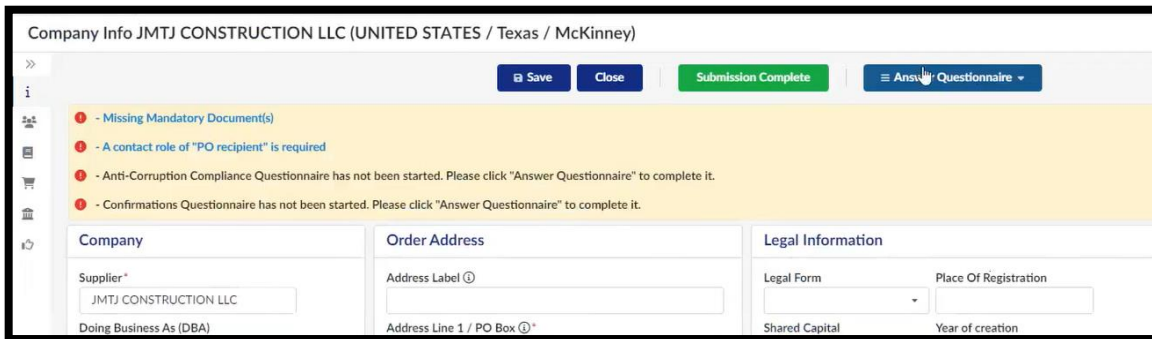 Company Info JMTJ CONSTRUCTION LLC (UNITED STATES / Texas / McKinney)
Save Close Submission Complete Answer Questionnaire
- Missing Mandatory Document(s)
- A contact role of "PO recipient" is required
- Anti-Corruption Compliance Questionnaire has not been started. Please click "Answer Questionnaire" to complete it.
- Confirmations Questionnaire has not been started. Please click "Answer Questionnaire" to complete it.
Company Order Address Legal Information
Supplier* Address Label Legal Form Place Of Registration
JMTJ CONSTRUCTION LLC
Doing Business As (DBA) Address Line 1 / PO Box * Shared Capital Year of creation